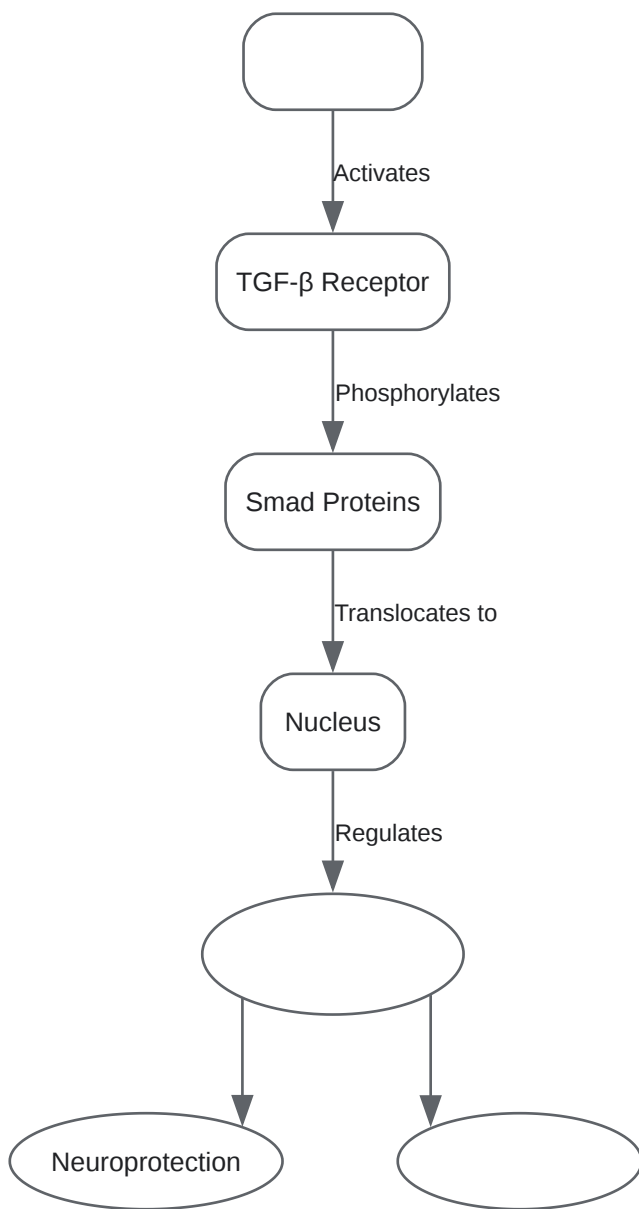 Activates
TGF-β Receptor
Phosphorylates
Smad Proteins
Translocates to
Nucleus
Regulates
Neuroprotection